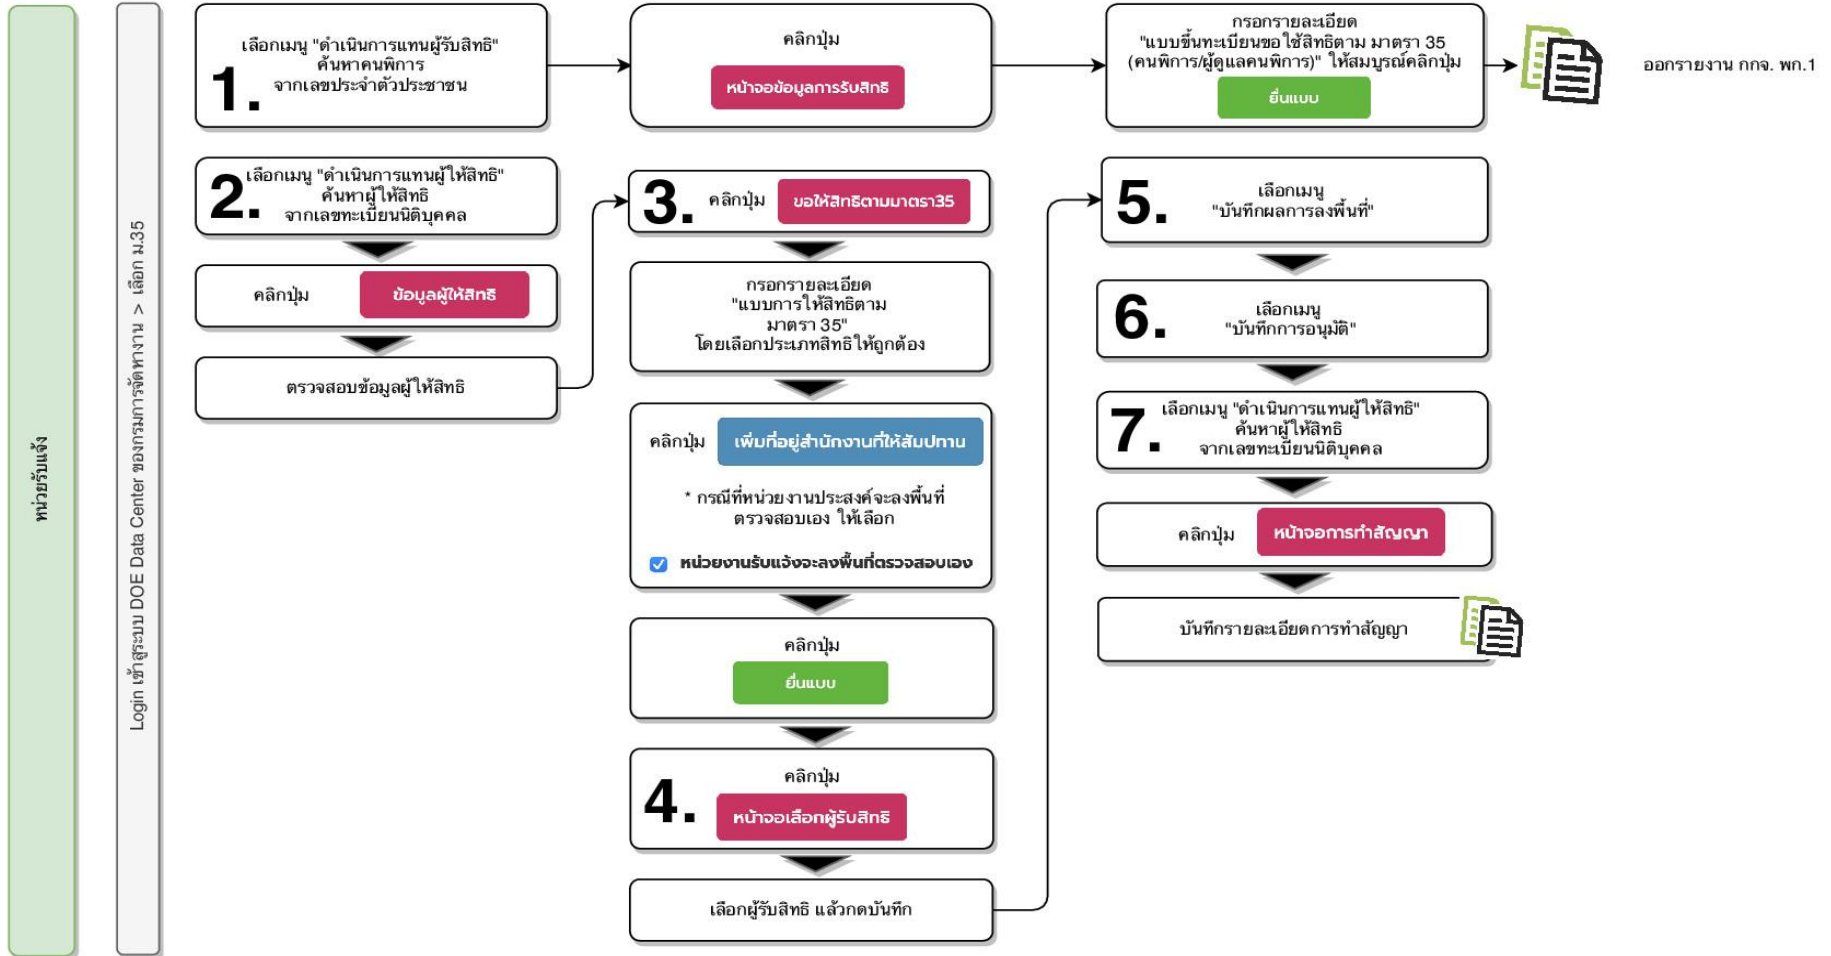 หน่วยรับแจ้ง
Login เข้าสู่ระบบ DOE Data Center ของกรมการจัดหางาน > เลือก ม.35
1.
เลือกเมนู "ดำเนินการแทนผู้รับสิทธิ"
ค้นหาคนพิการ
จากเลขประจำตัวประชาชน
คลิกปุ่ม
หน้าจอข้อมูลการรับสิทธิ
กรอกรายละเอียด
"แบบขึ้นทะเบียนขอใช้สิทธิตาม มาตรา 35
(คนพิการ/ผู้ดูแลคนพิการ)" ให้สมบูรณ์คลิกปุ่ม
ยื่นแบบ
ออกรายงาน กกจ. พก.1
2.
เลือกเมนู "ดำเนินการแทนผู้ให้สิทธิ"
ค้นหาผู้ให้สิทธิ
จากเลขทะเบียนนิติบุคคล
คลิกปุ่ม ข้อมูลผู้ให้สิทธิ
ตรวจสอบข้อมูลผู้ให้สิทธิ
3. คลิกปุ่ม ขอให้สิทธิตามมาตรา35
กรอกรายละเอียด
"แบบการให้สิทธิตาม
มาตรา 35"
โดยเลือกประเภทสิทธิให้ถูกต้อง
คลิกปุ่ม เพิ่มที่อยู่สำนักงานที่ให้สัมปทาน
* กรณีที่หน่วยงานประสงค์จะลงพื้นที่
ตรวจสอบเอง ให้เลือก
หน่วยงานรับแจ้งจะลงพื้นที่ตรวจสอบเอง
คลิกปุ่ม
ยื่นแบบ
4.
คลิกปุ่ม
หน้าจอเลือกผู้รับสิทธิ
เลือกผู้รับสิทธิ แล้วกดบันทึก
5.
เลือกเมนู
"บันทึกผลการลงพื้นที่"
6.
เลือกเมนู
"บันทึกการอนุมัติ"
7.
เลือกเมนู "ดำเนินการแทนผู้ให้สิทธิ"
ค้นหาผู้ให้สิทธิ
จากเลขทะเบียนนิติบุคคล
คลิกปุ่ม หน้าจอการทำสัญญา
บันทึกรายละเอียดการทำสัญญา